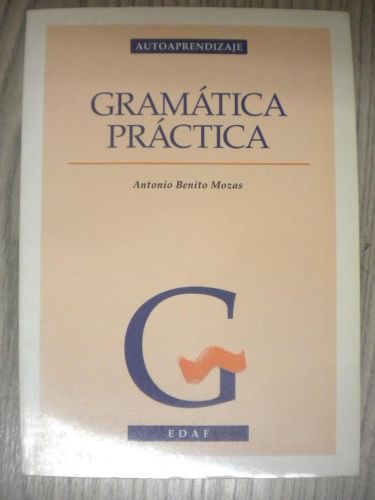 AUTOAPRENDIZAJE
GRAMÁTICA
PRÁCTICA
Antonio Benito Mozas
G
EDAF